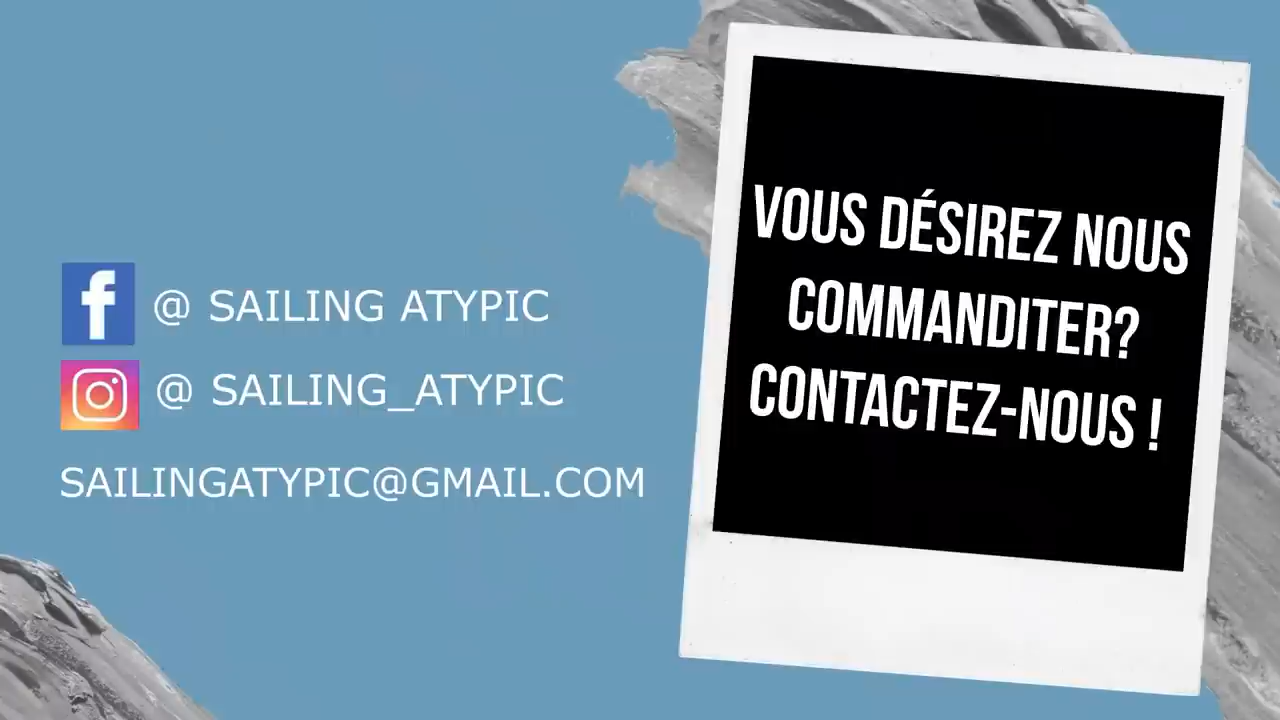 @ SAILING ATYPIC
@ SAILING_ATYPIC
SAILINGATYPIC@GMAIL.COM
VOUS DÉSIREZ NOUS
COMMANDITER?
CONTACTEZ-NOUS !